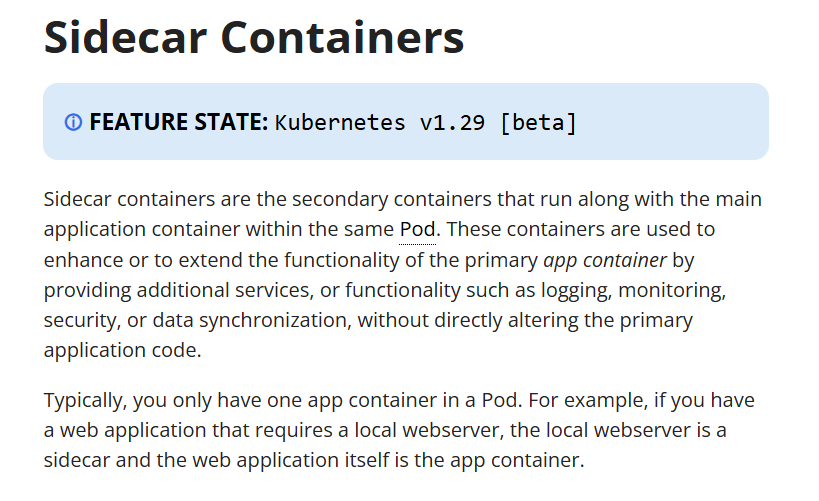 Sidecar Containers
FEATURE STATE: Kubernetes v1.29 [beta]
Sidecar containers are the secondary containers that run along with the main
application container within the same Pod. These containers are used to
enhance or to extend the functionality of the primary app container by
providing additional services, or functionality such as logging, monitoring,
security, or data synchronization, without directly altering the primary
application code.
Typically, you only have one app container in a Pod. For example, if you have
a web application that requires a local webserver, the local webserver is a
sidecar and the web application itself is the app container.